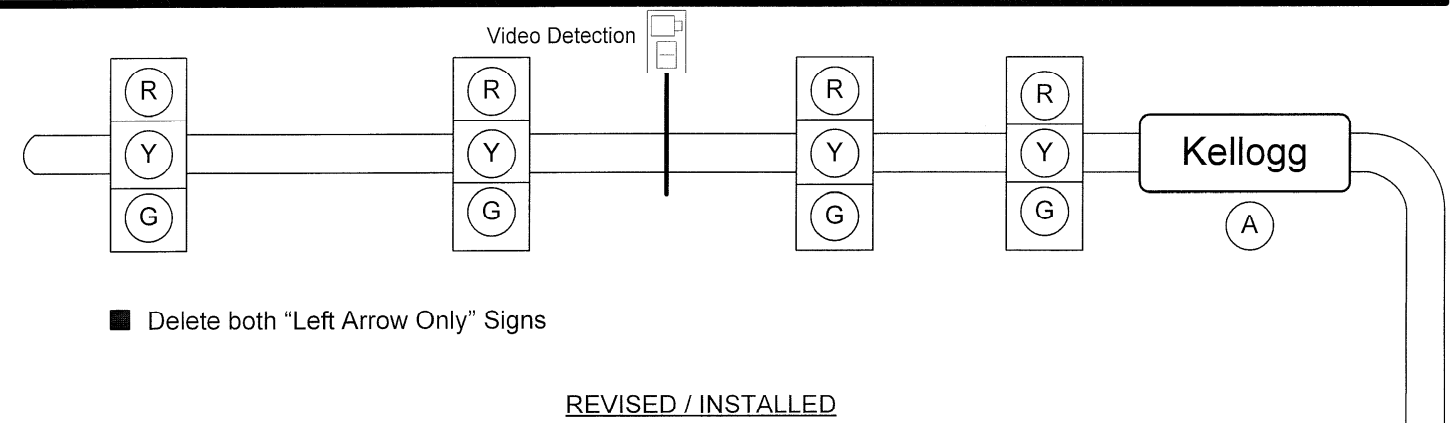 Video Detection
R R R R
Y Y Y Y Kellogg
G G G G A
Delete both “Left Arrow Only” Signs
REVISED / INSTALLED